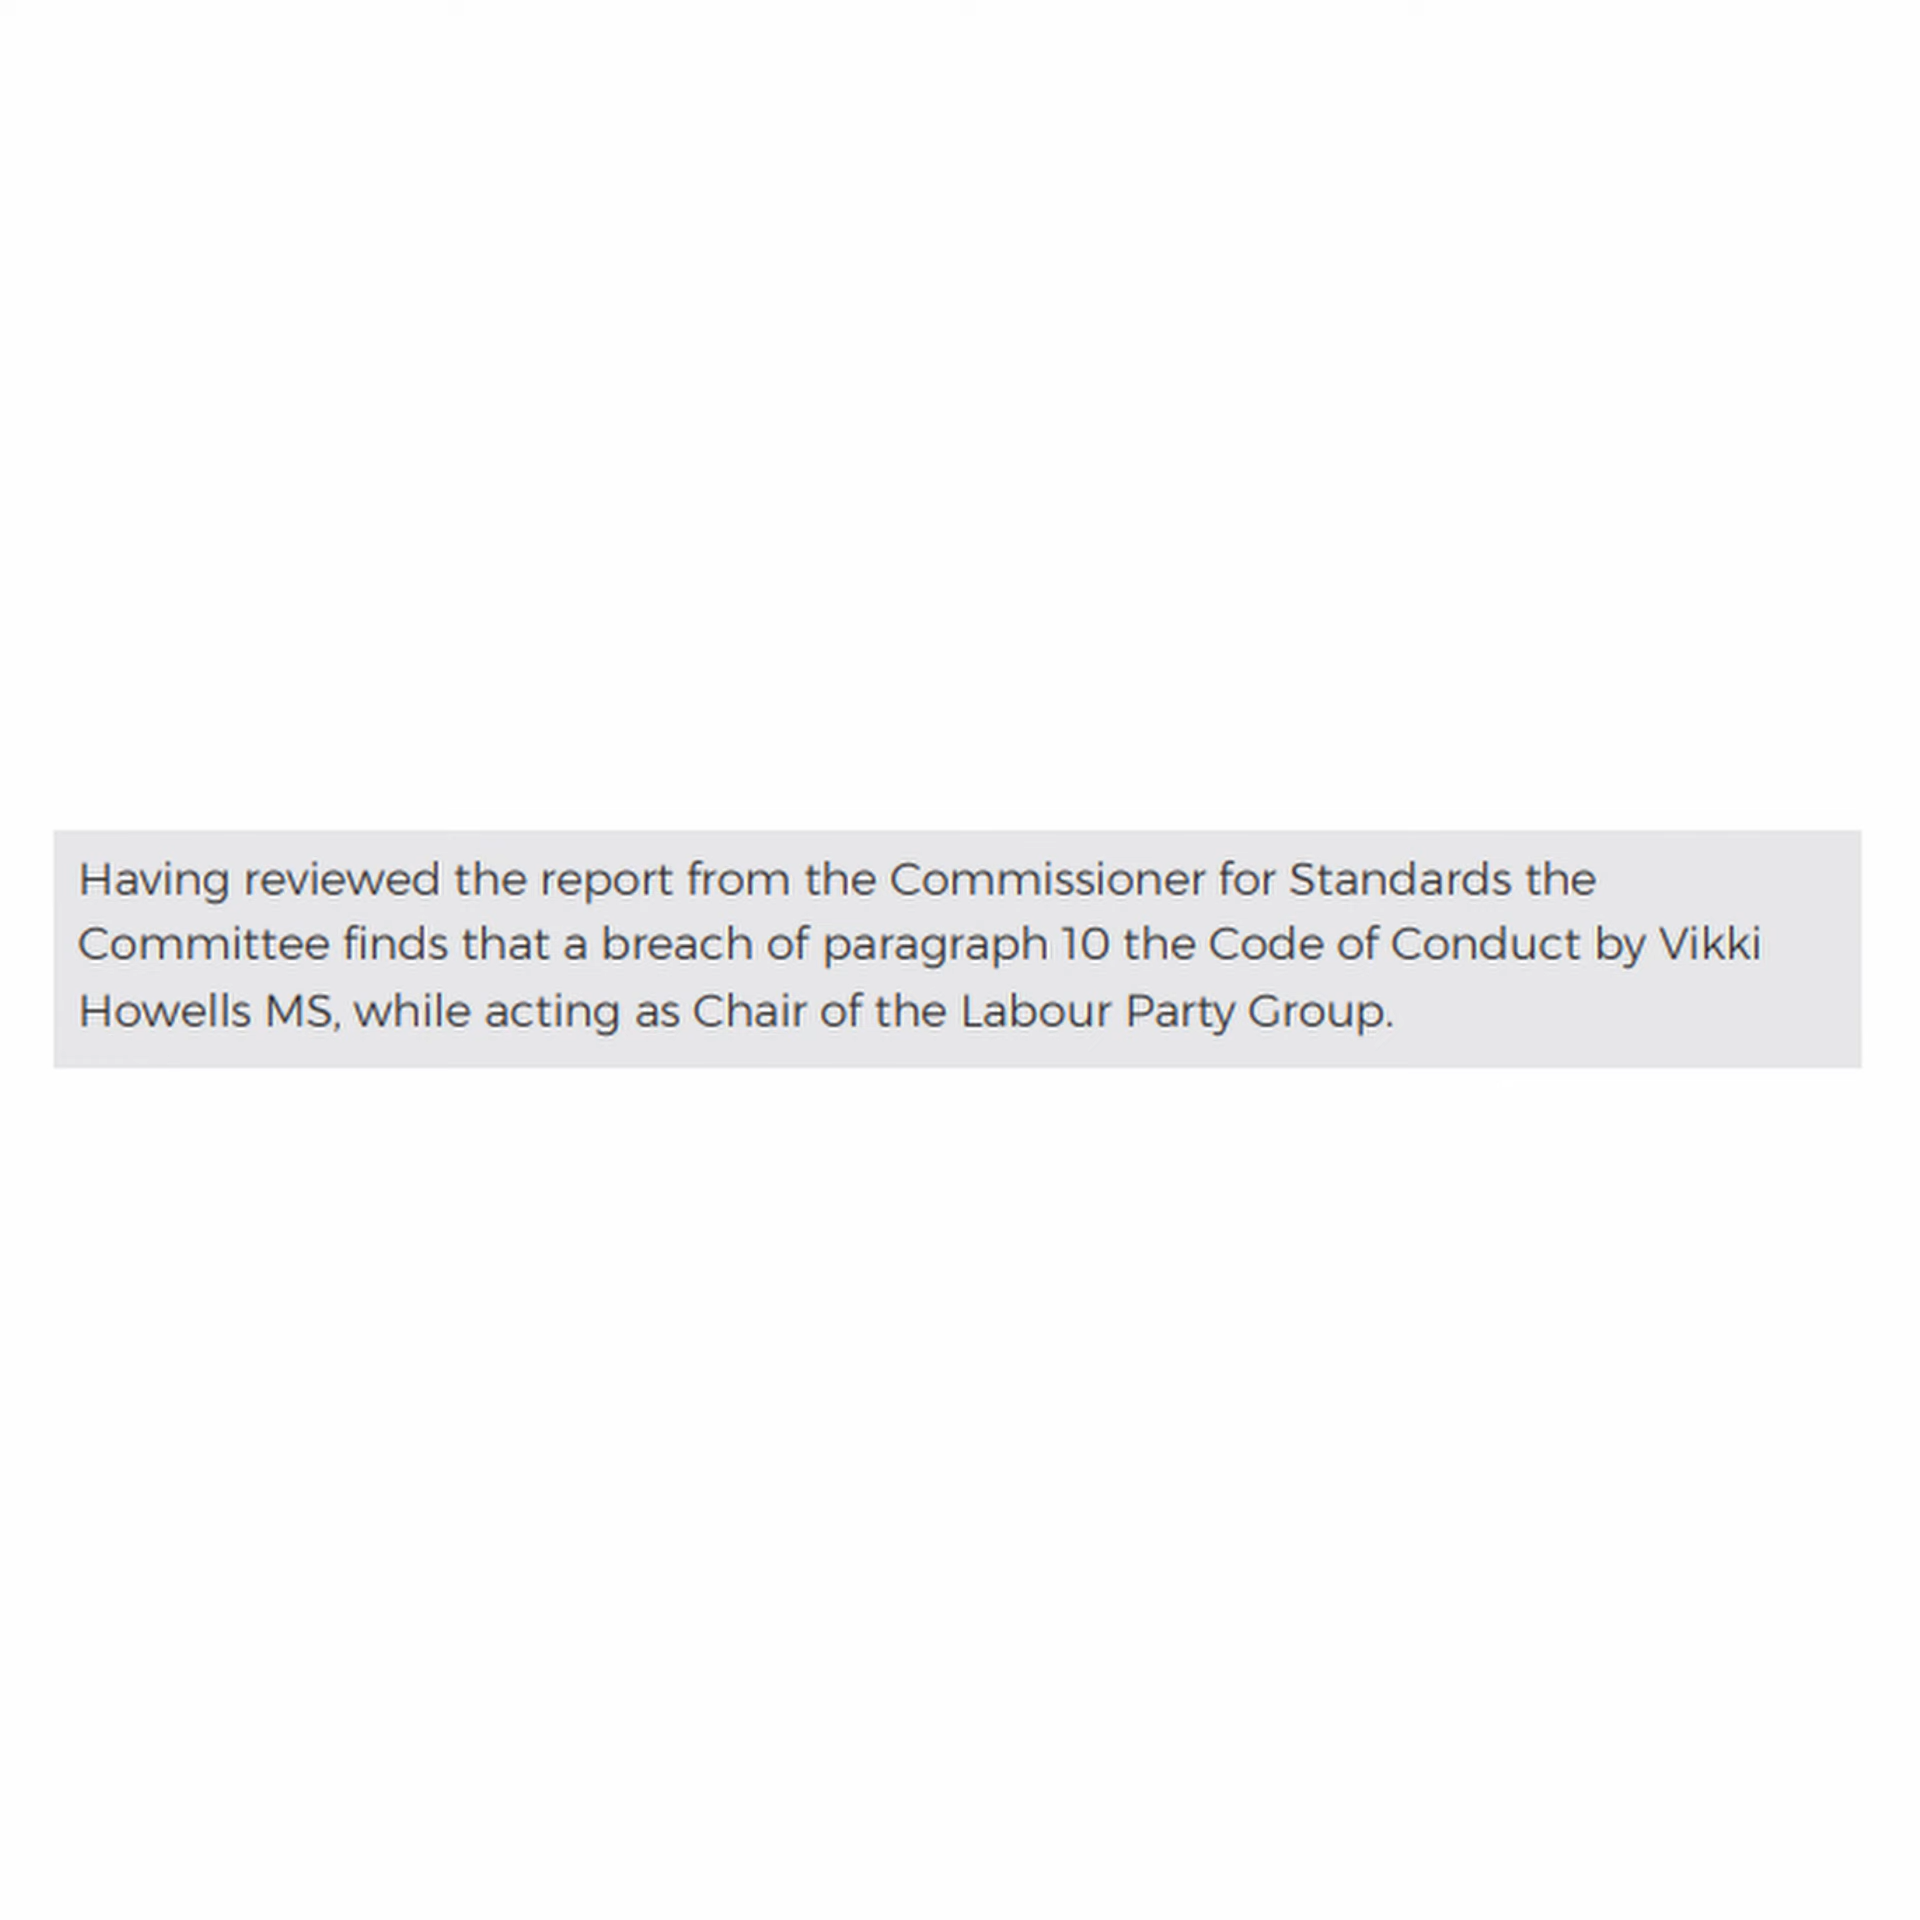 Having reviewed the report from the Commissioner for Standards the
Committee finds that a breach of paragraph 10 the Code of Conduct by Vikki
Howells MS, while acting as Chair of the Labour Party Group.